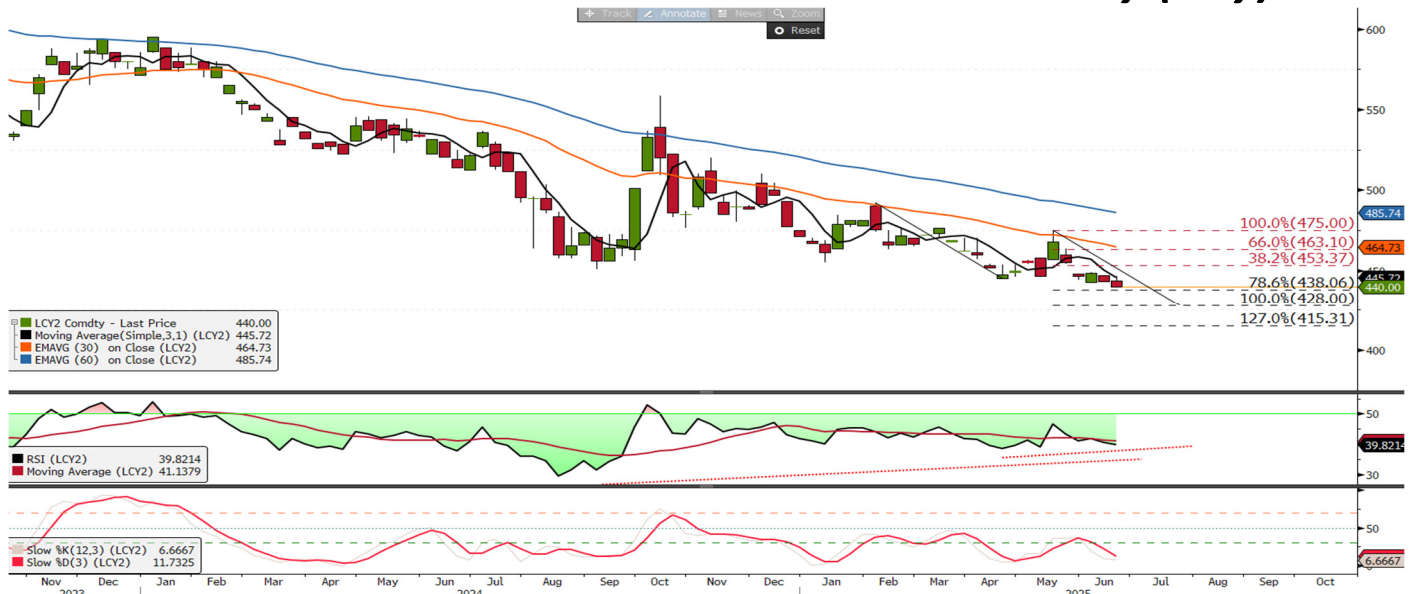 Track Annotate News Zoom
Reset
600
550
500
100.0%(475.00)
485.74
66.0%(463.10)
464.73
38.2%(453.37)
450
78.6%(438.06)
445.72
100.0%(428.00)
440.00
127.0%(415.31)
400
LCY2 Comdty - Last Price 440.00
Moving Average(Simple,3,1) (LCY2) 445.72
EMAVG (30) on Close (LCY2) 464.73
EMAVG (60) on Close (LCY2) 485.74
50
39.8214
30
RSI (LCY2) 39.8214
Moving Average (LCY2) 41.1379
50
6.6667
Slow %K(12,3) (LCY2) 6.6667
Slow %D(3) (LCY2) 11.7325
Nov Dec Jan Feb Mar Apr May Jun Jul Aug Sep Oct Nov Dec Jan Feb Mar Apr May Jun Jul Aug Sep Oct
2023 2024 2025